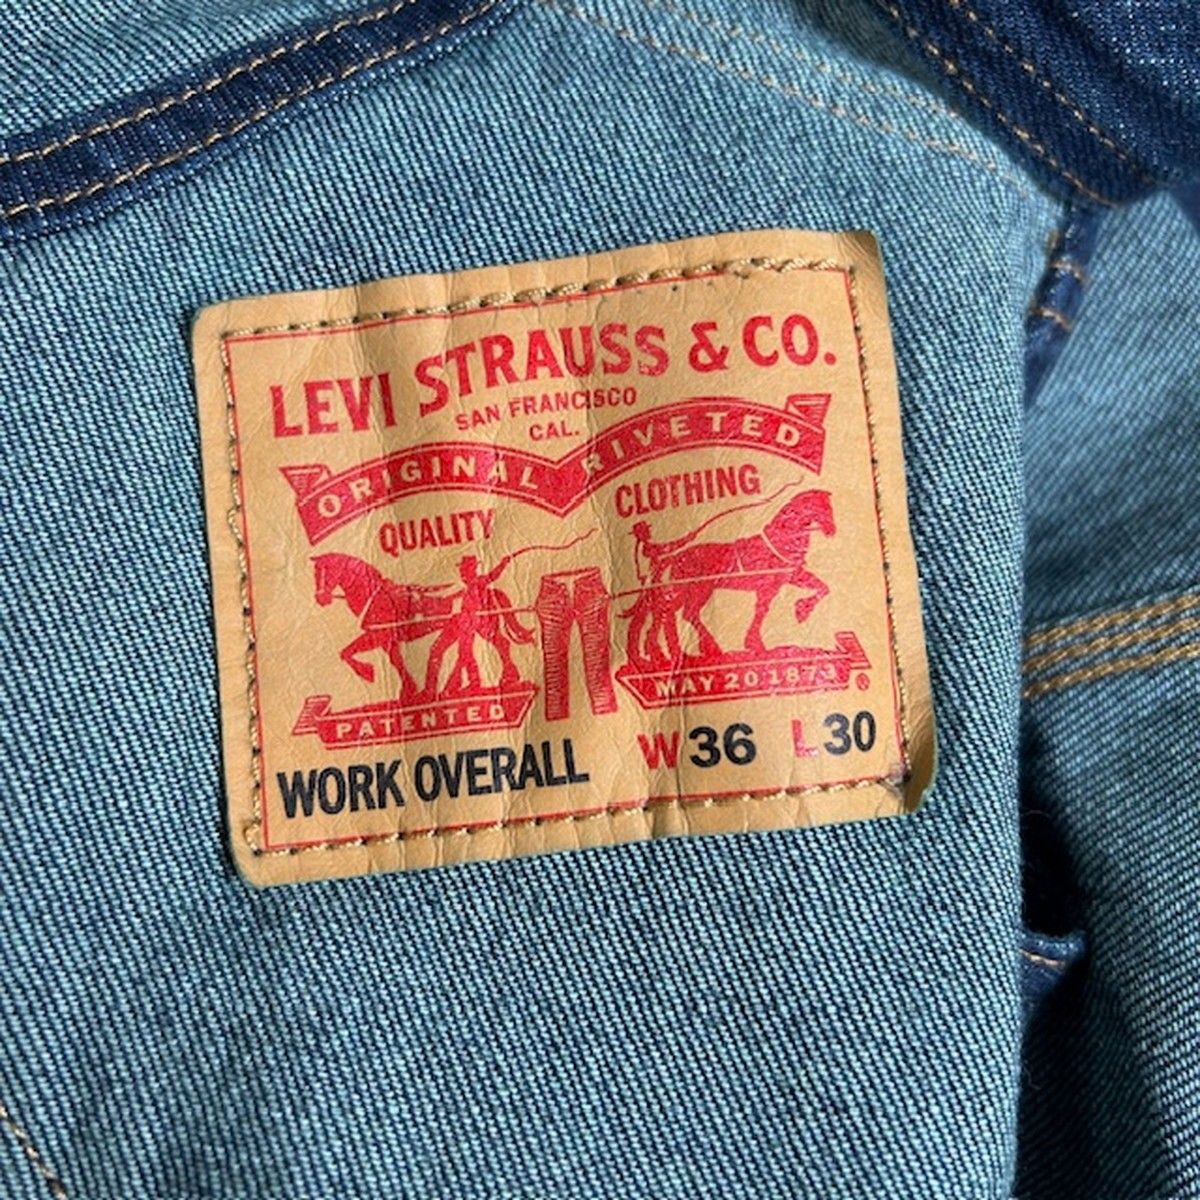 LEVI STRAUSS & CO.
SAN FRANCISCO
CAL.
ORIGINAL RIVETED
QUALITY CLOTHING
PATENTED MAY 20 1873 ®
WORK OVERALL W36 L30